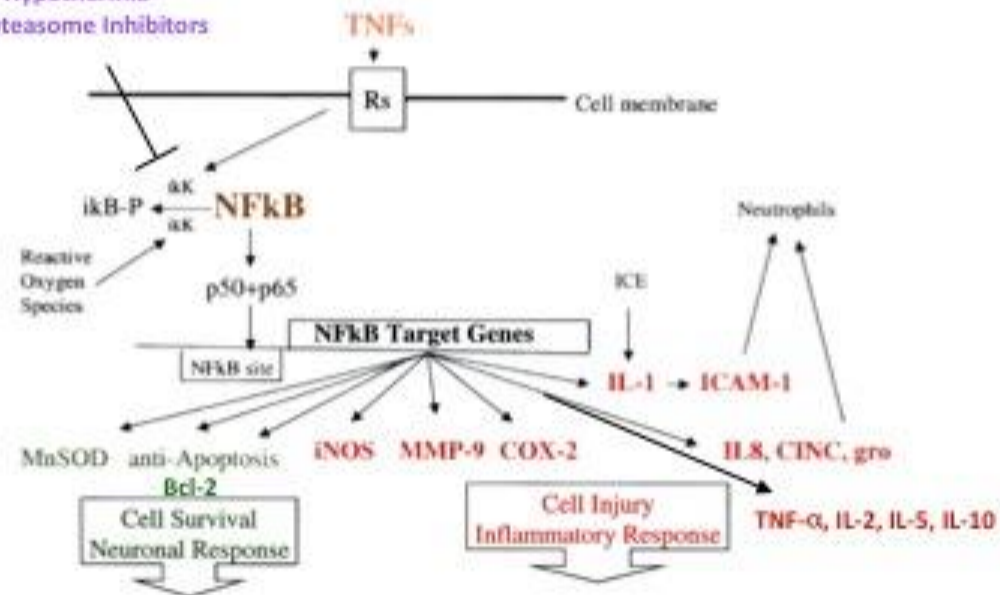 teasome Inhibitors
TNFs
Rs
Cell membrane
ikK
ikB-P
NFkB
ikK
Reactive
Oxygen
Species
p50+p65
Neutrophils
ICE
NFkB Target Genes
NFkB site
IL-1
ICAM-1
MnSOD anti-Apoptosis
iNOS MMP-9 COX-2
IL8, CINC, gro
Bcl-2
Cell Survival
Neuronal Response
Cell Injury
Inflammatory Response
TNF-α, IL-2, IL-5, IL-10